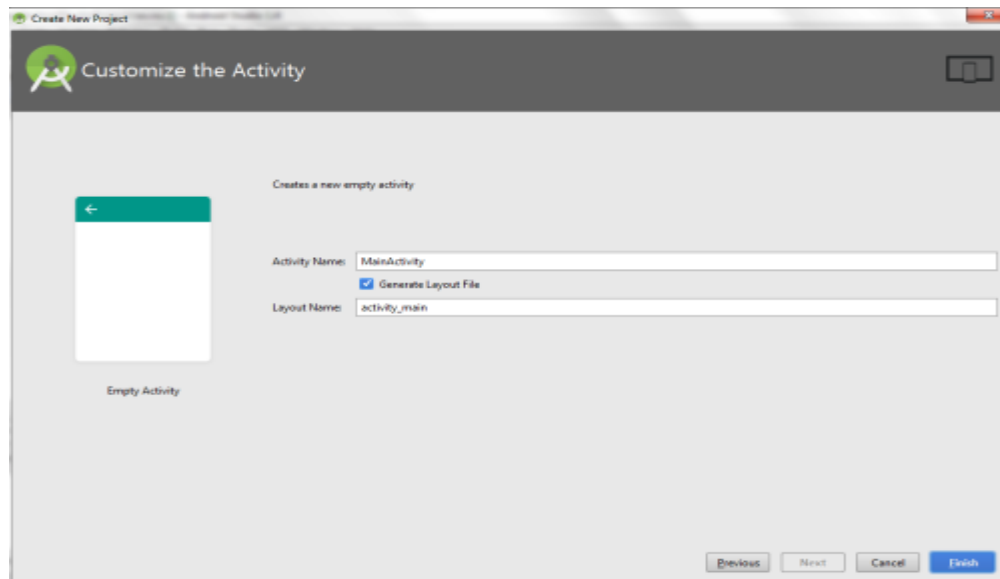 Create New Project
Customize the Activity
Creates a new empty activity
Activity Name: MainActivity
Generate Layout File
Layout Name: activity_main
Empty Activity
Previous Next Cancel Finish